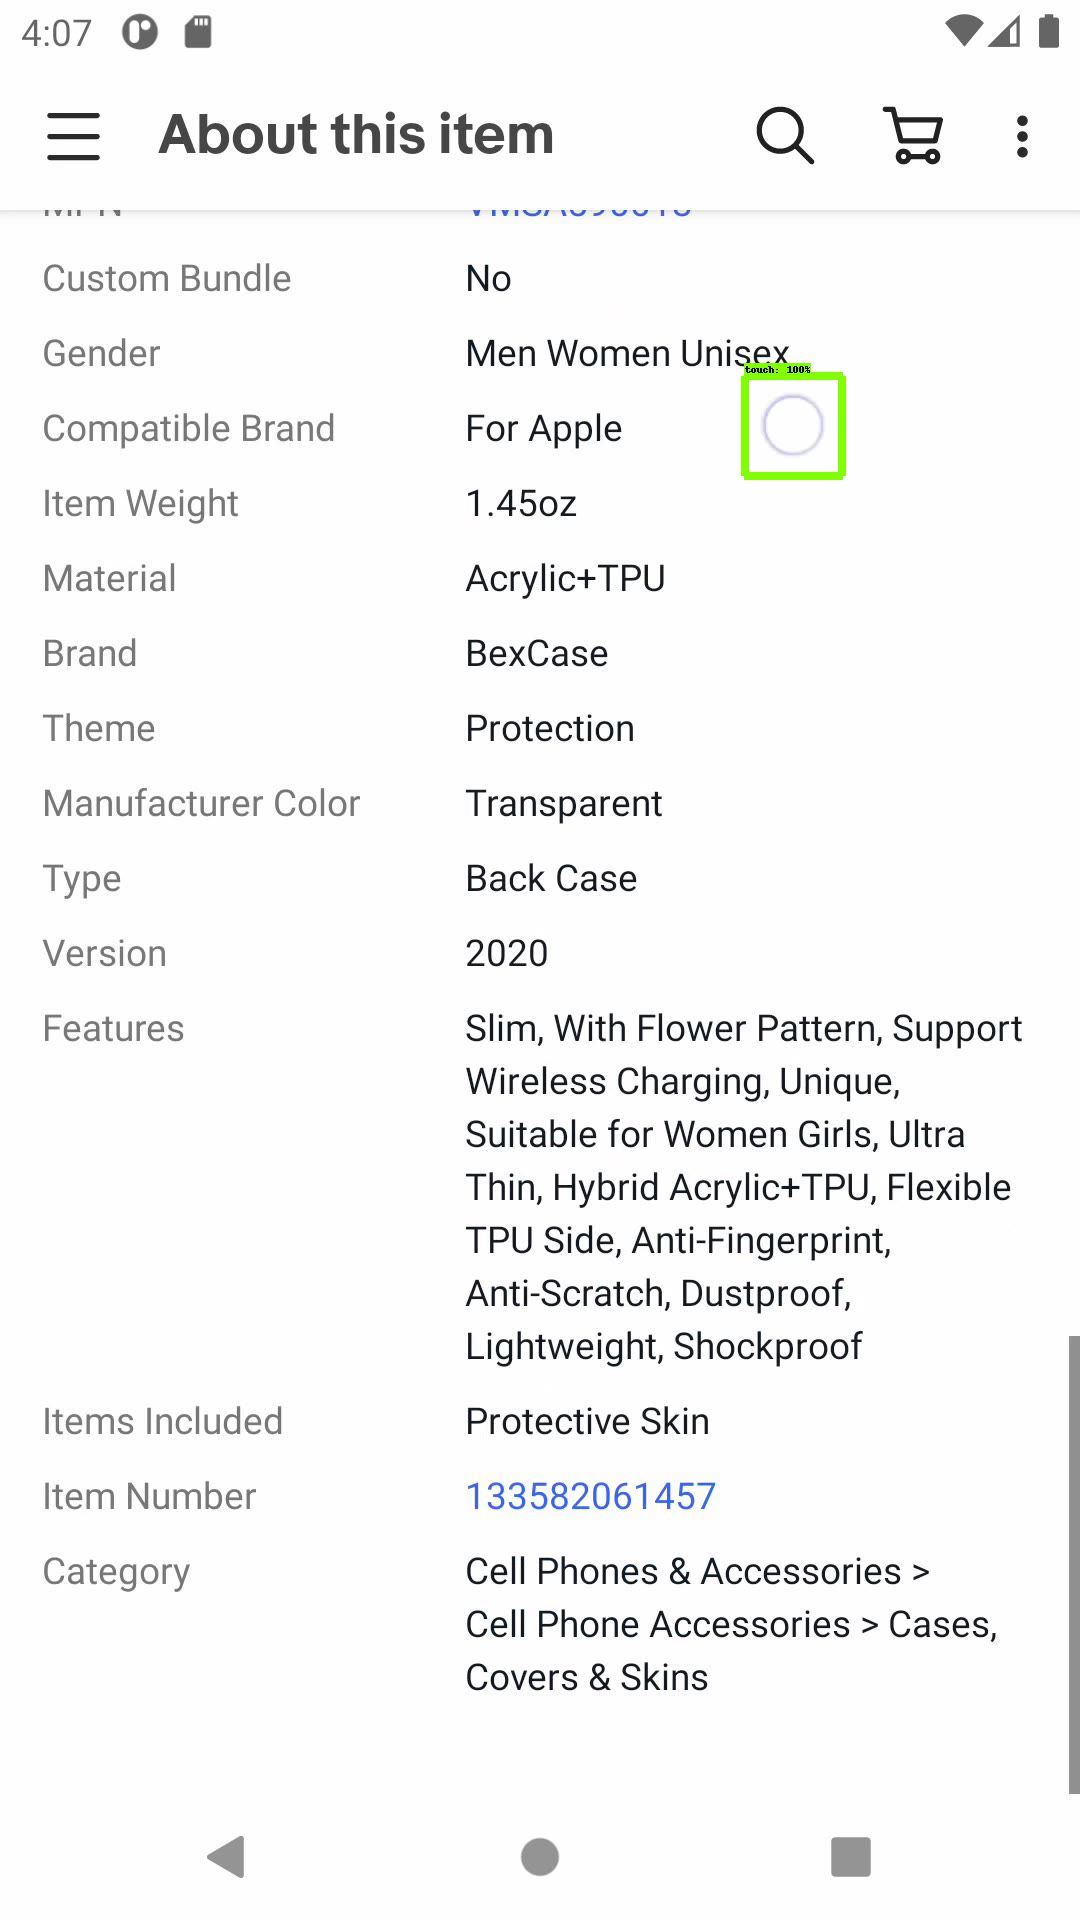 4:07
About this item
Custom Bundle No
Gender Men Women Unisex
touch: 100%
Compatible Brand For Apple
Item Weight 1.45oz
Material Acrylic+TPU
Brand BexCase
Theme Protection
Manufacturer Color Transparent
Type Back Case
Version 2020
Features Slim, With Flower Pattern, Support
Wireless Charging, Unique,
Suitable for Women Girls, Ultra
Thin, Hybrid Acrylic+TPU, Flexible
TPU Side, Anti-Fingerprint,
Anti-Scratch, Dustproof,
Lightweight, Shockproof
Items Included Protective Skin
Item Number 133582061457
Category Cell Phones & Accessories >
Cell Phone Accessories > Cases,
Covers & Skins